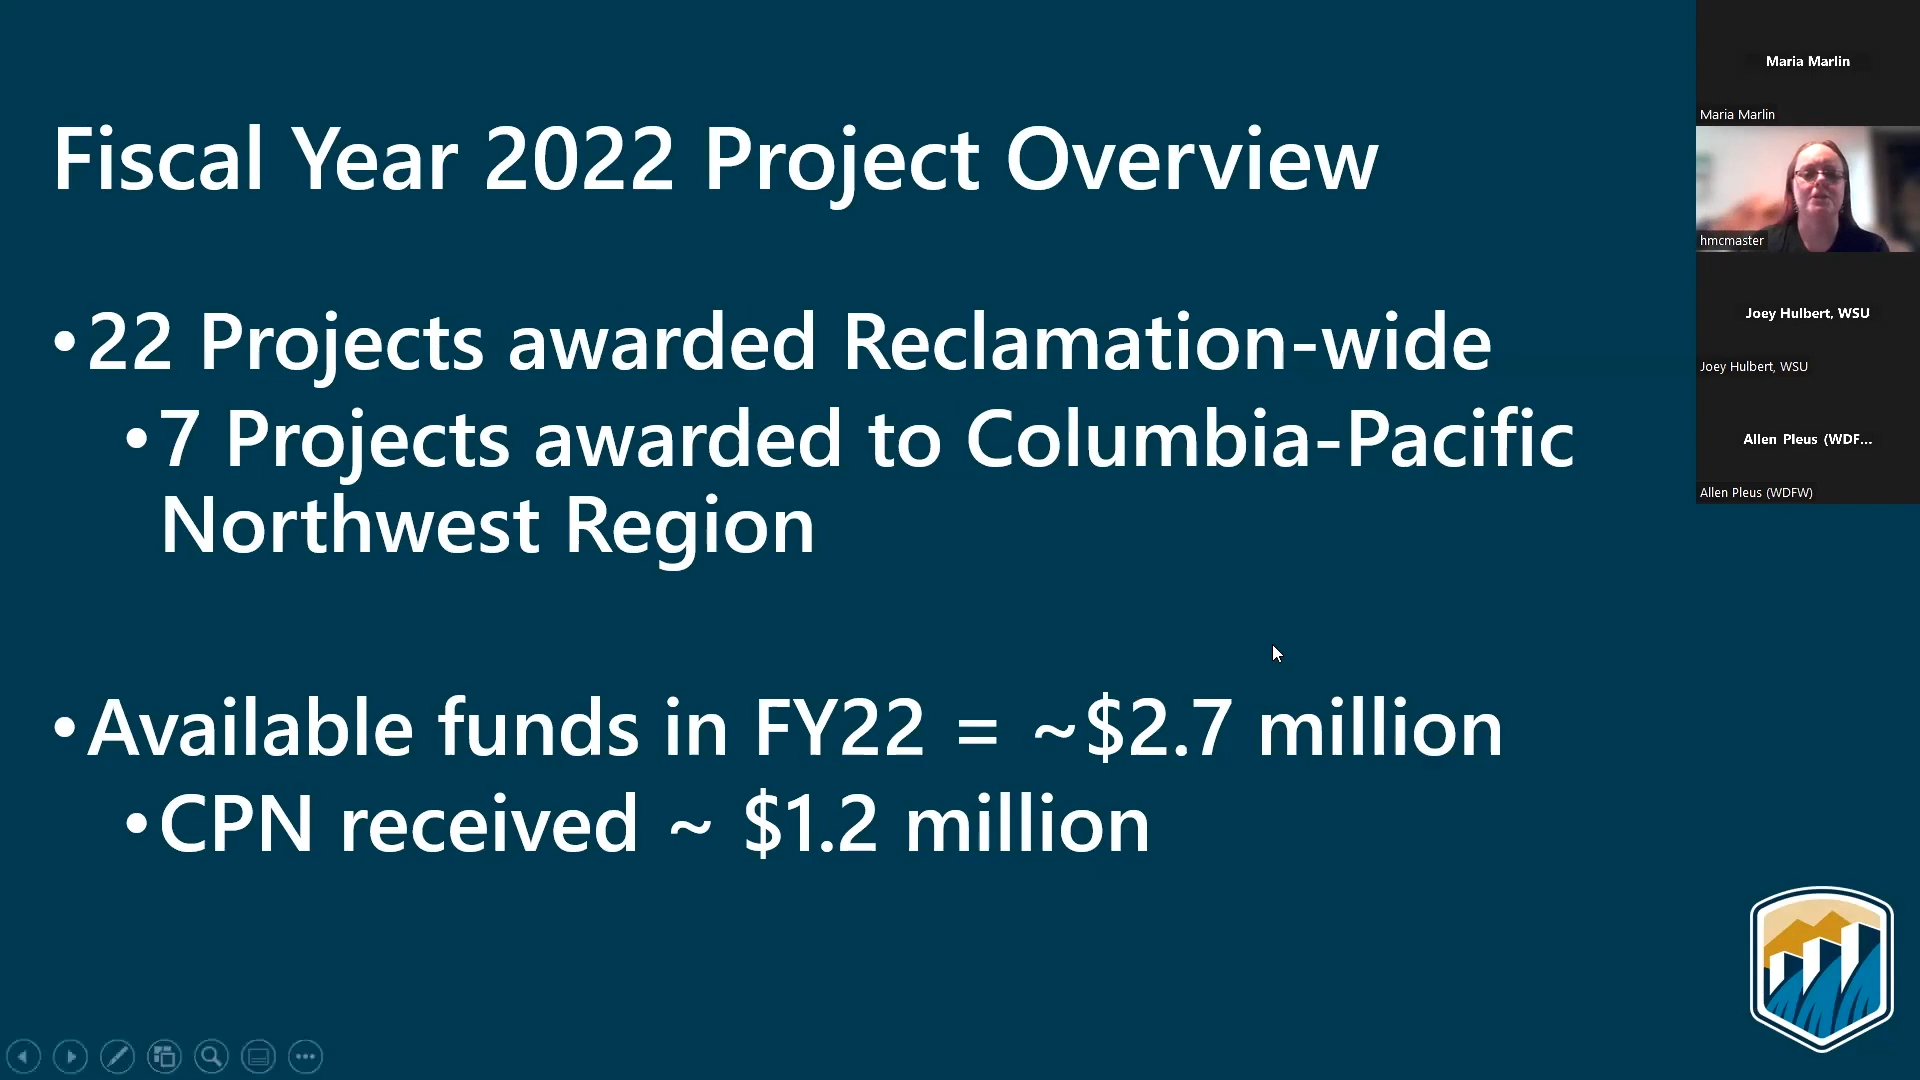 Fiscal Year 2022 Project Overview
•22 Projects awarded Reclamation-wide
•7 Projects awarded to Columbia-Pacific
Northwest Region
•Available funds in FY22 = ~$2.7 million
•CPN received ~ $1.2 million
Maria Marlin
Maria Marlin
hmcmaster
Joey Hulbert, WSU
Joey Hulbert, WSU
Allen Pleus (WDF...
Allen Pleus (WDFW)